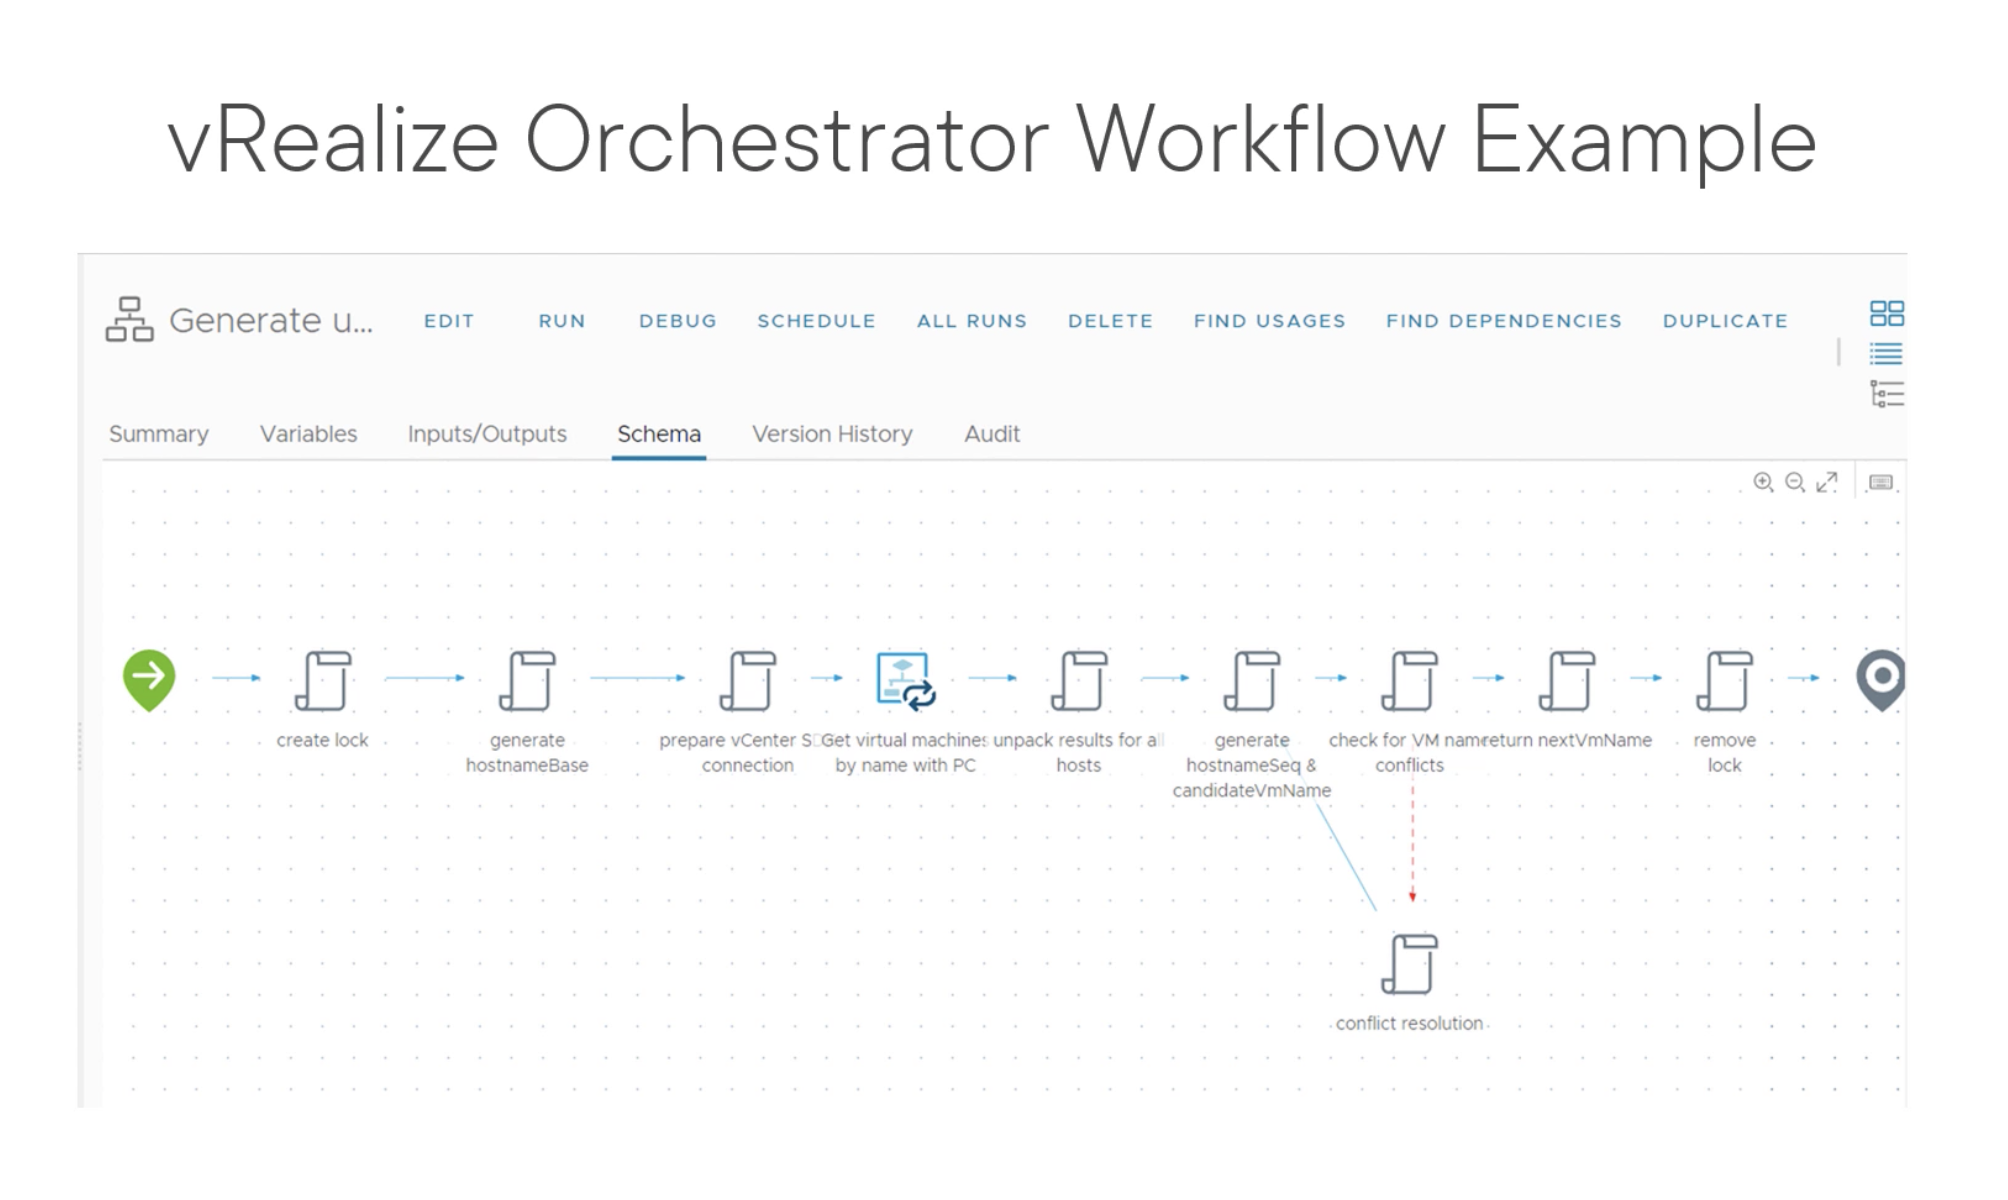 vRealize Orchestrator Workflow Example
Generate u...
EDIT
RUN
DEBUG
SCHEDULE
ALL RUNS
DELETE
FIND USAGES
FIND DEPENDENCIES
DUPLICATE
Summary
Variables
Inputs/Outputs
Schema
Version History
Audit
create lock
generate
hostnameBase
prepare vCenter
connection
Get virtual machines
by name with PC
unpack results for all
hosts
generate
hostnameSeq &
candidateVmName
check for VM name
conflicts
return nextVmName
remove
lock
conflict resolution